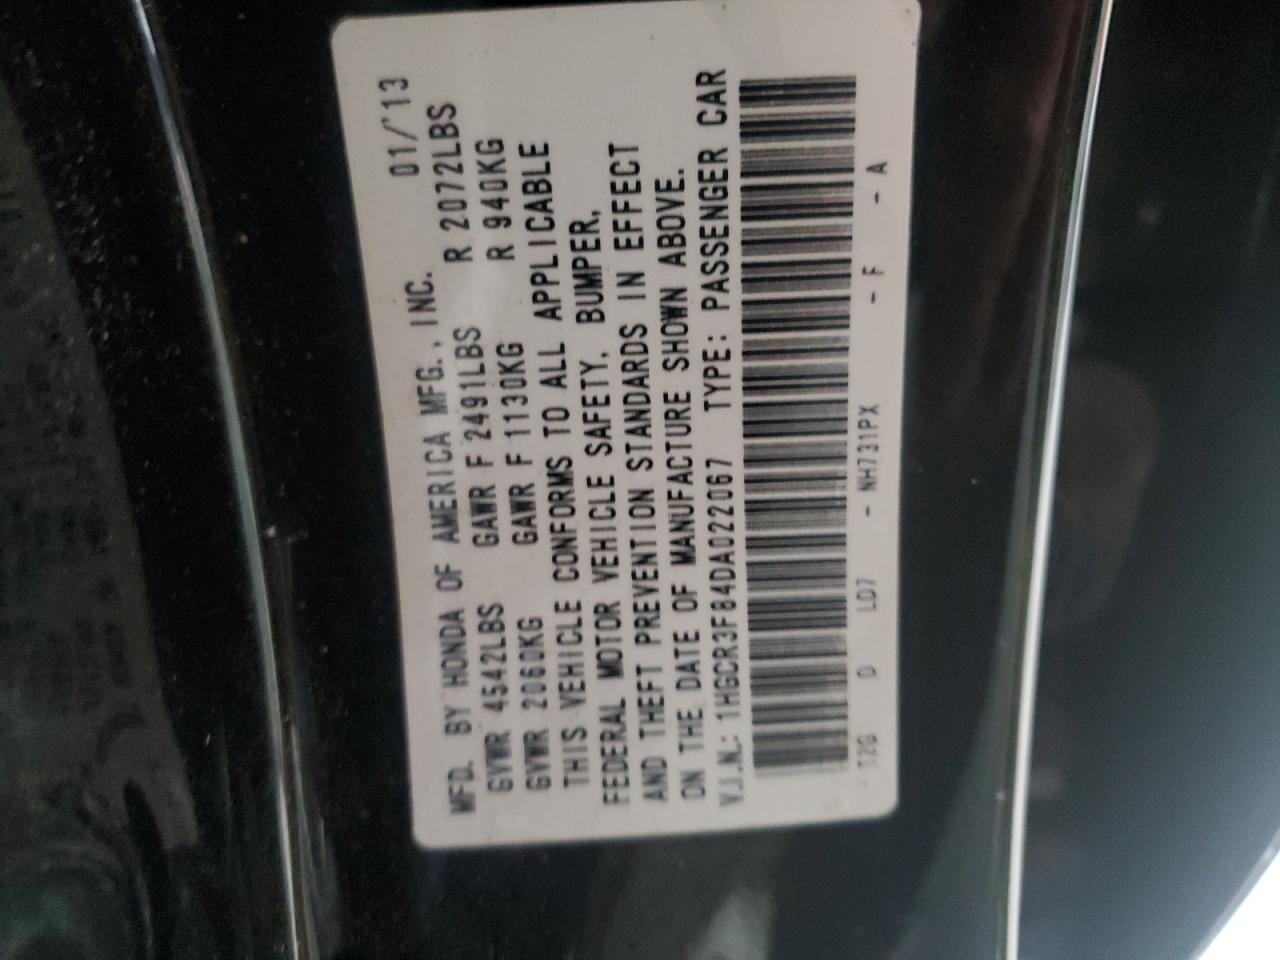 MFD. BY HONDA OF AMERICA MFG., INC. 01/'13
GVWR 4542LBS GAWR F 2491LBS R 2072LBS
GVWR 2060KG GAWR F 1130KG R 940KG
THIS VEHICLE CONFORMS TO ALL APPLICABLE
FEDERAL MOTOR VEHICLE SAFETY, BUMPER,
AND THEFT PREVENTION STANDARDS IN EFFECT
ON THE DATE OF MANUFACTURE SHOWN ABOVE.
V.I.N.: 1HGCR3F84DA022067 TYPE: PASSENGER CAR
T2G O LD7 - NH731PX - F - A